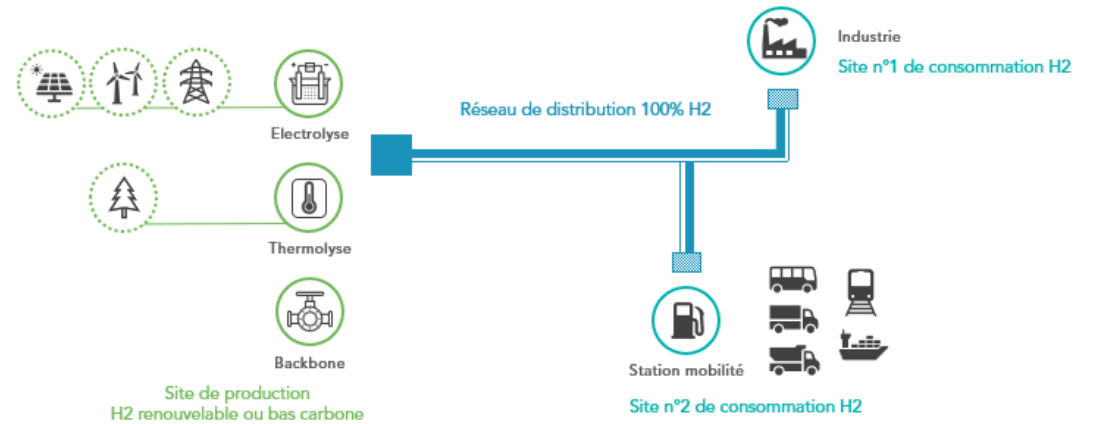 Industrie
Site n°1 de consommation H2
Réseau de distribution 100% H2
Electrolyse
Thermolyse
Backbone
Site de production
H2 renouvelable ou bas carbone
Station mobilité
Site n°2 de consommation H2